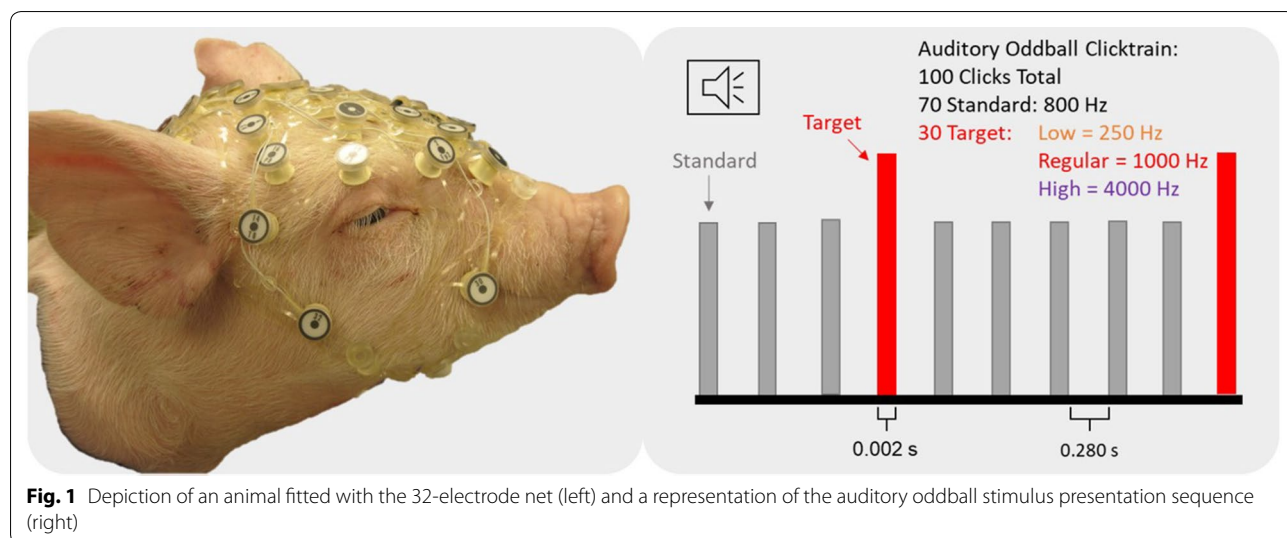 Auditory Oddball Clicktrain:
100 Clicks Total
70 Standard: 800 Hz
30 Target: Low = 250 Hz
Regular = 1000 Hz
High = 4000 Hz
Target
Standard
0.002 s
0.280 s
Fig. 1 Depiction of an animal fitted with the 32-electrode net (left) and a representation of the auditory oddball stimulus presentation sequence
(right)